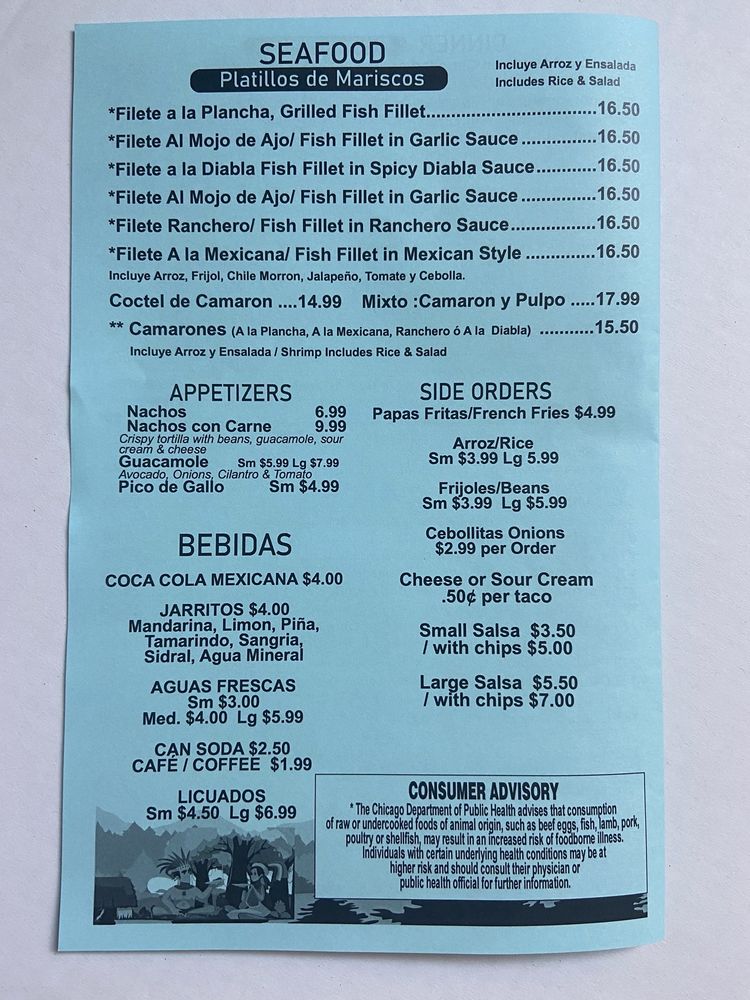 SEAFOOD
Platillos de Mariscos
Incluye Arroz y Ensalada
Includes Rice & Salad
*Filete a la Plancha, Grilled Fish Fillet..................................16.50
*Filete Al Mojo de Ajo/ Fish Fillet in Garlic Sauce ...............16.50
*Filete a la Diabla Fish Fillet in Spicy Diabla Sauce............16.50
*Filete Al Mojo de Ajo/ Fish Fillet in Garlic Sauce ...............16.50
*Filete Ranchero/ Fish Fillet in Ranchero Sauce.................16.50
*Filete A la Mexicana/ Fish Fillet in Mexican Style ..............16.50
Incluye Arroz, Frijol, Chile Morron, Jalapeño, Tomate y Cebolla.
Coctel de Camaron ....14.99 Mixto :Camaron y Pulpo .....17.99
** Camarones (A la Plancha, A la Mexicana, Ranchero ó A la Diabla) ...........15.50
Incluye Arroz y Ensalada / Shrimp Includes Rice & Salad
APPETIZERS
Nachos 6.99
Nachos con Carne 9.99
Crispy tortilla with beans, guacamole, sour
cream & cheese
Guacamole Sm $5.99 Lg $7.99
Avocado, Onions, Cilantro & Tomato
Pico de Gallo Sm $4.99
BEBIDAS
COCA COLA MEXICANA $4.00
JARRITOS $4.00
Mandarina, Limon, Piña,
Tamarindo, Sangria,
Sidral, Agua Mineral
AGUAS FRESCAS
Sm $3.00
Med. $4.00 Lg $5.99
CAN SODA $2.50
CAFÉ / COFFEE $1.99
LICUADOS
Sm $4.50 Lg $6.99
SIDE ORDERS
Papas Fritas/French Fries $4.99
Arroz/Rice
Sm $3.99 Lg 5.99
Frijoles/Beans
Sm $3.99 Lg $5.99
Cebollitas Onions
$2.99 per Order
Cheese or Sour Cream
.50¢ per taco
Small Salsa $3.50
/ with chips $5.00
Large Salsa $5.50
/ with chips $7.00
CONSUMER ADVISORY
* The Chicago Department of Public Health advises that consumption
of raw or undercooked foods of animal origin, such as beef eggs, fish, lamb, pork,
poultry or shellfish, may result in an increased risk of foodborne illness.
Individuals with certain underlying health conditions may be at
higher risk and should consult their physician or
public health official for further information.